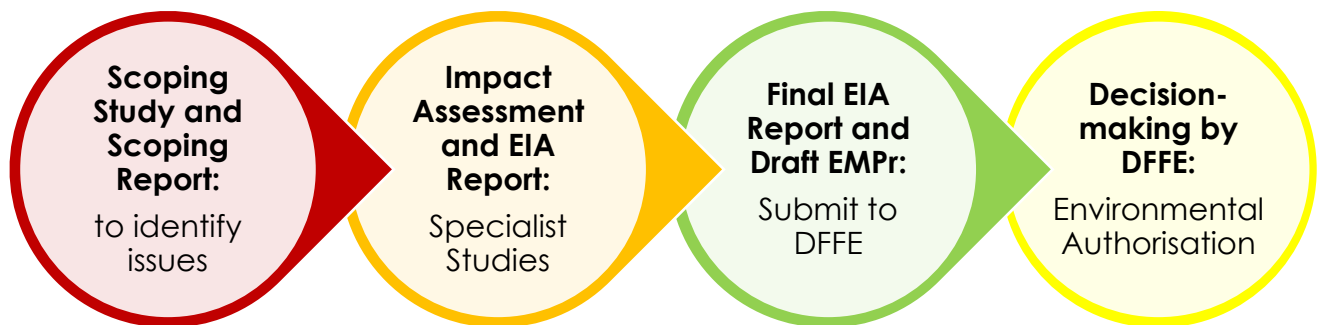 Scoping
Study and
Scoping
Report:
to identify
issues
Impact
Assessment
and EIA
Report:
Specialist
Studies
Final EIA
Report and
Draft EMPr:
Submit to
DFFE
Decision-
making by
DFFE:
Environmental
Authorisation